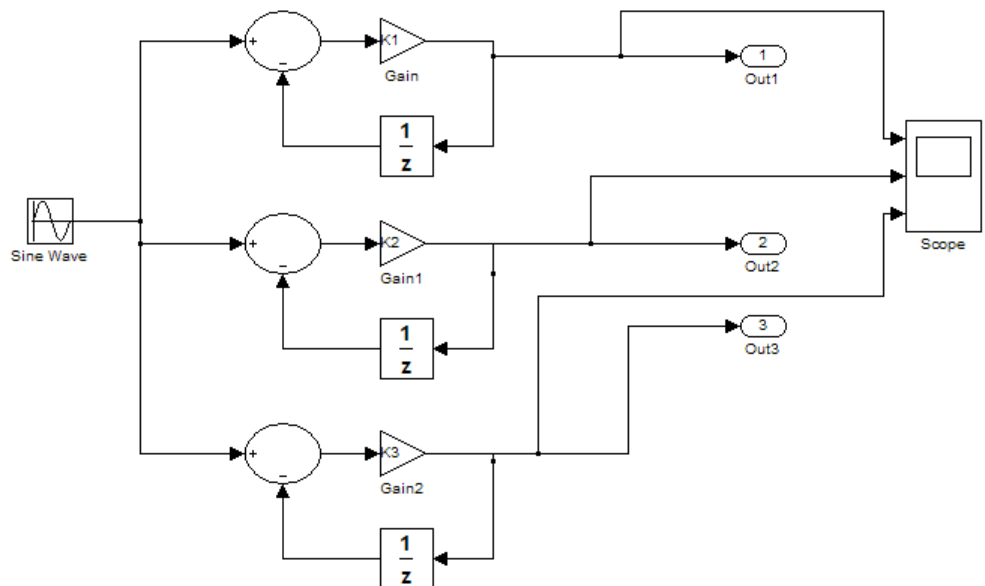 +
−
K1
Gain
1
z
1
Out1
Sine Wave
+
−
K2
Gain1
1
z
2
Out2
Scope
3
Out3
+
−
K3
Gain2
1
z